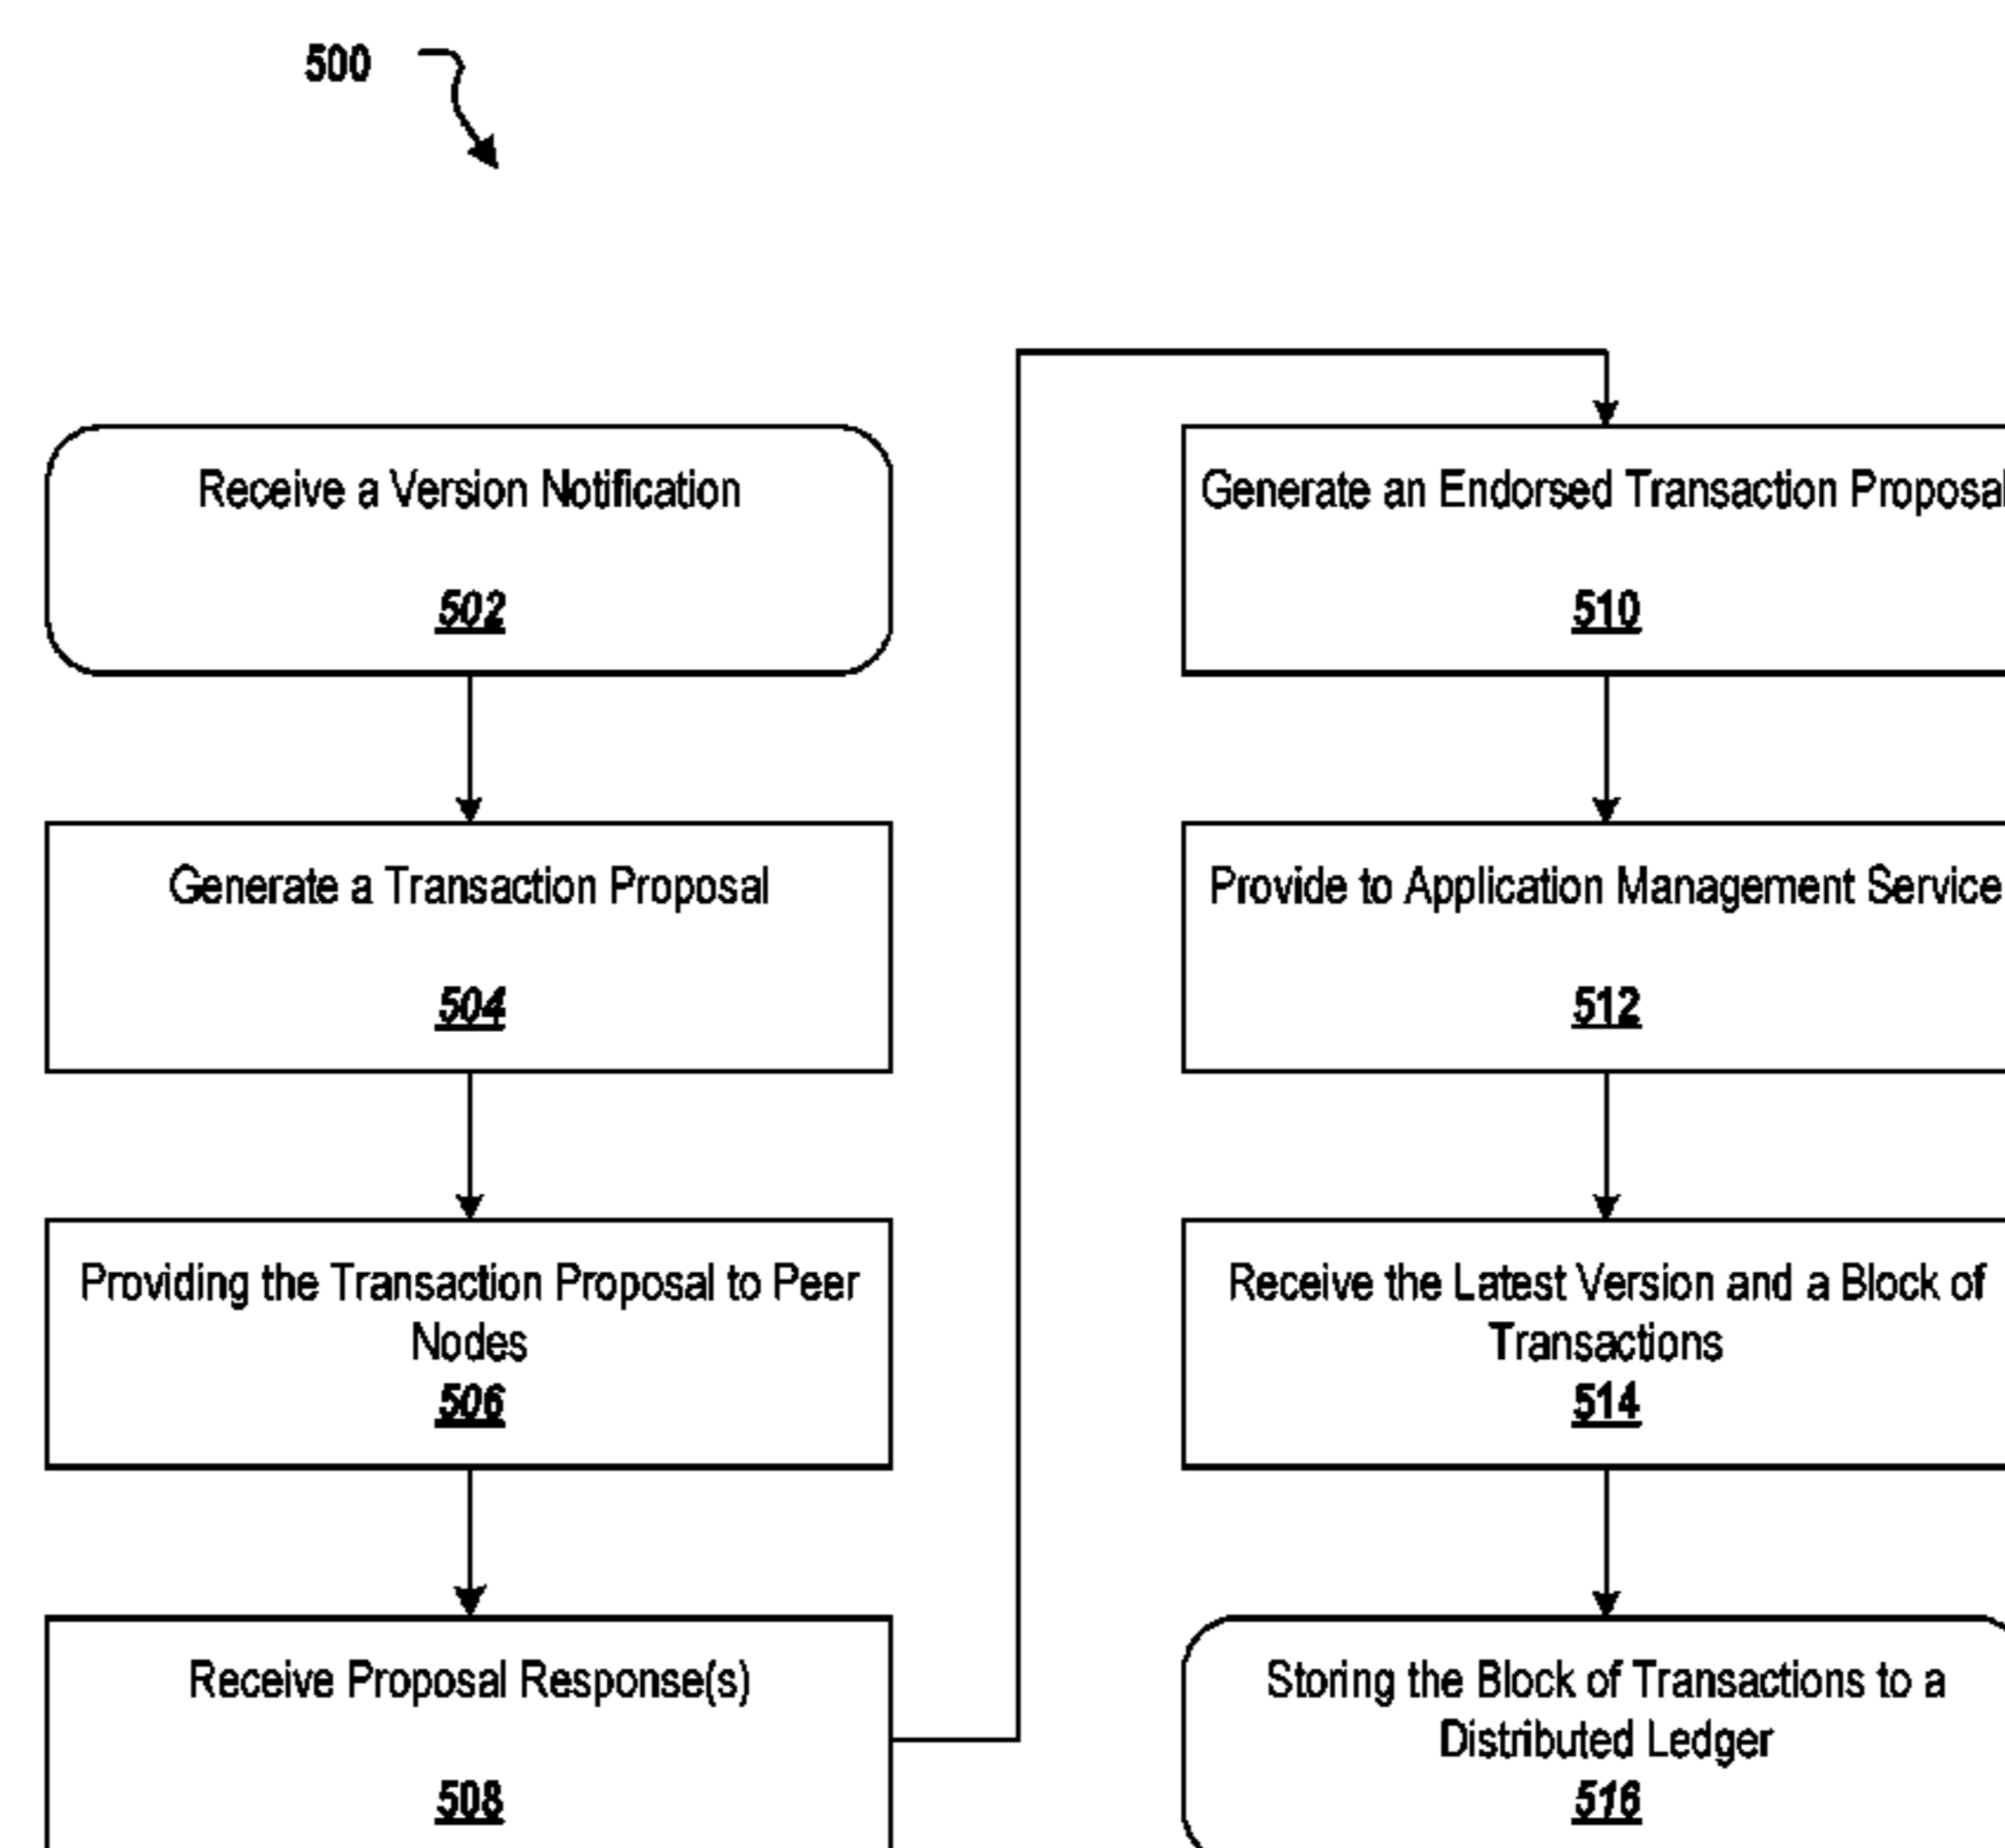 500
Receive a Version Notification
502
Generate a Transaction Proposal
504
Providing the Transaction Proposal to Peer
Nodes
506
Receive Proposal Response(s)
508
Generate an Endorsed Transaction Proposal
510
Provide to Application Management Service
512
Receive the Latest Version and a Block of
Transactions
514
Storing the Block of Transactions to a
Distributed Ledger
516